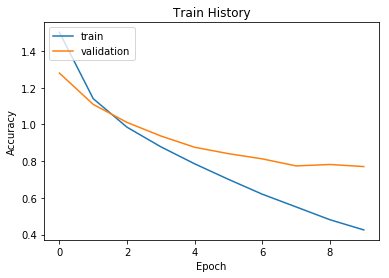 Train History
train
validation
Accuracy
1.4
1.2
1.0
0.8
0.6
0.4
0 2 4 6 8
Epoch